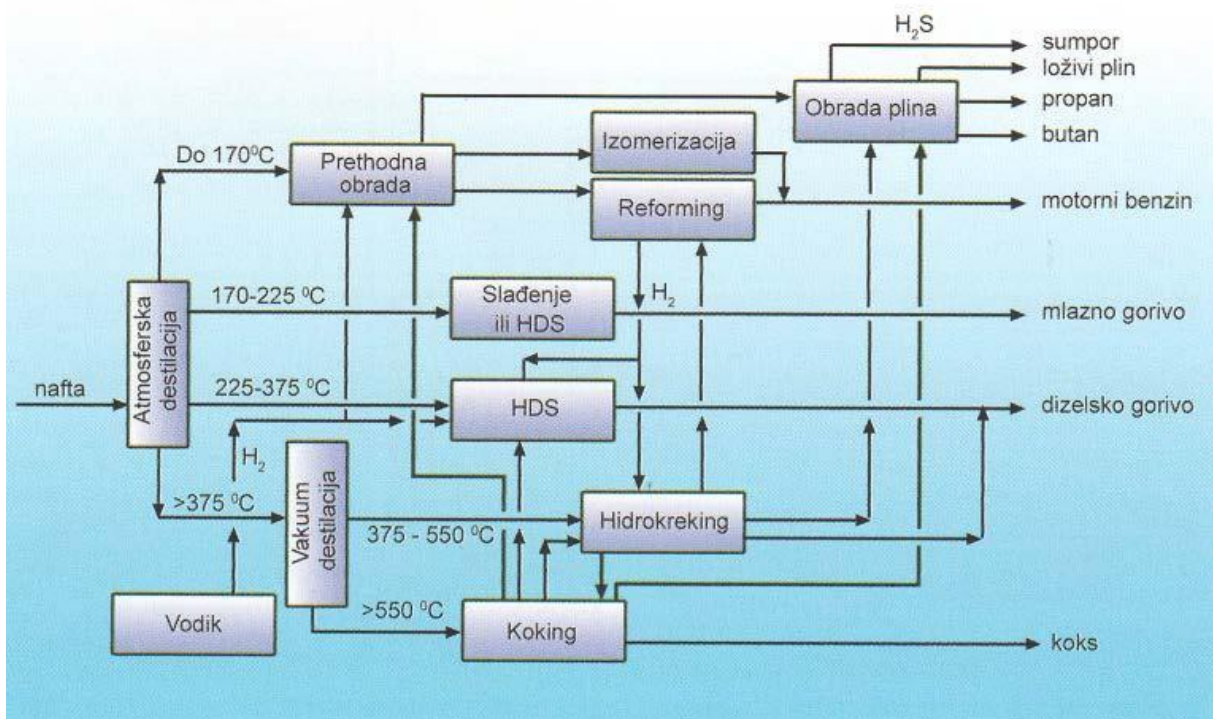 H₂S
sumpor
loživi plin
propan
butan
Obrada plina
Izomerizacija
Do 170⁰C
Prethodna
obrada
Reforming
motorni benzin
H₂
170-225 ⁰C
Slađenje
ili HDS
mlazno gorivo
Atmosferska
destilacija
nafta
225-375 ⁰C
HDS
dizelsko gorivo
H₂
>375 ⁰C
Vakuum
destilacija
375 - 550 ⁰C
Hidrokreking
Vodik
>550 ⁰C
Koking
koks